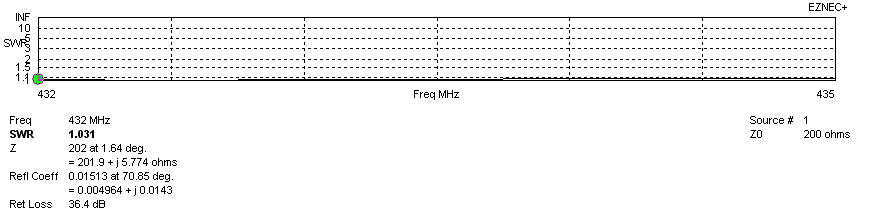 EZNEC+
INF
10
5
SWR 3
2
1.5
1.1
1
432 Freq MHz 435
Freq 432 MHz Source # 1
SWR 1.031 Z0 200 ohms
Z 202 at 1.64 deg.
= 201.9 + j 5.774 ohms
Refl Coeff 0.01513 at 70.85 deg.
= 0.004964 + j 0.0143
Ret Loss 36.4 dB